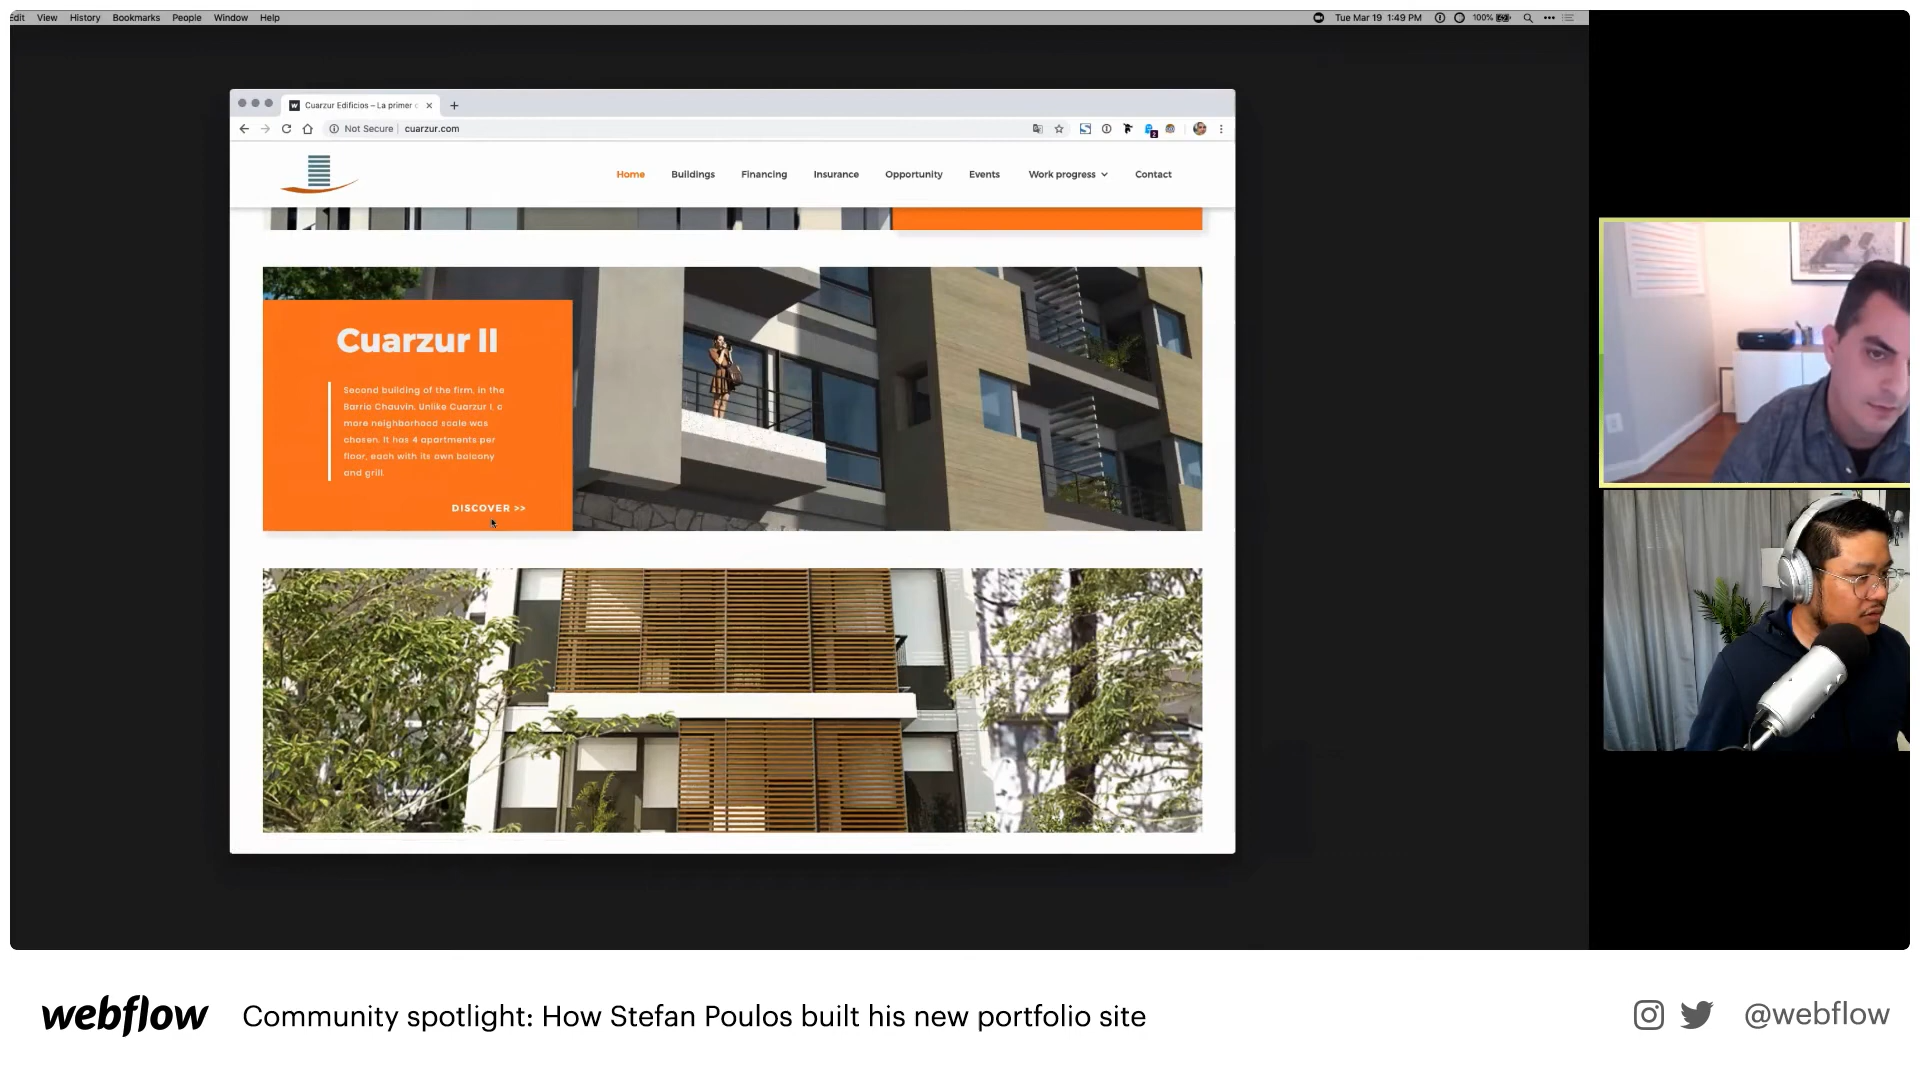 Edit View History Bookmarks People Window Help
Tue Mar 19 1:49 PM 100%
Cuarzur Edificios – La primer c
Not Secure cuarzur.com
2
Home Buildings Financing Insurance Opportunity Events Work progress Contact
Cuarzur II
Second building of the firm, in the
Barrio Chauvin. Unlike Cuarzur I, a
more neighborhood scale was
chosen. It has 4 apartments per
floor, each with its own balcony
and grill.
DISCOVER >>
webflow Community spotlight: How Stefan Poulos built his new portfolio site @webflow